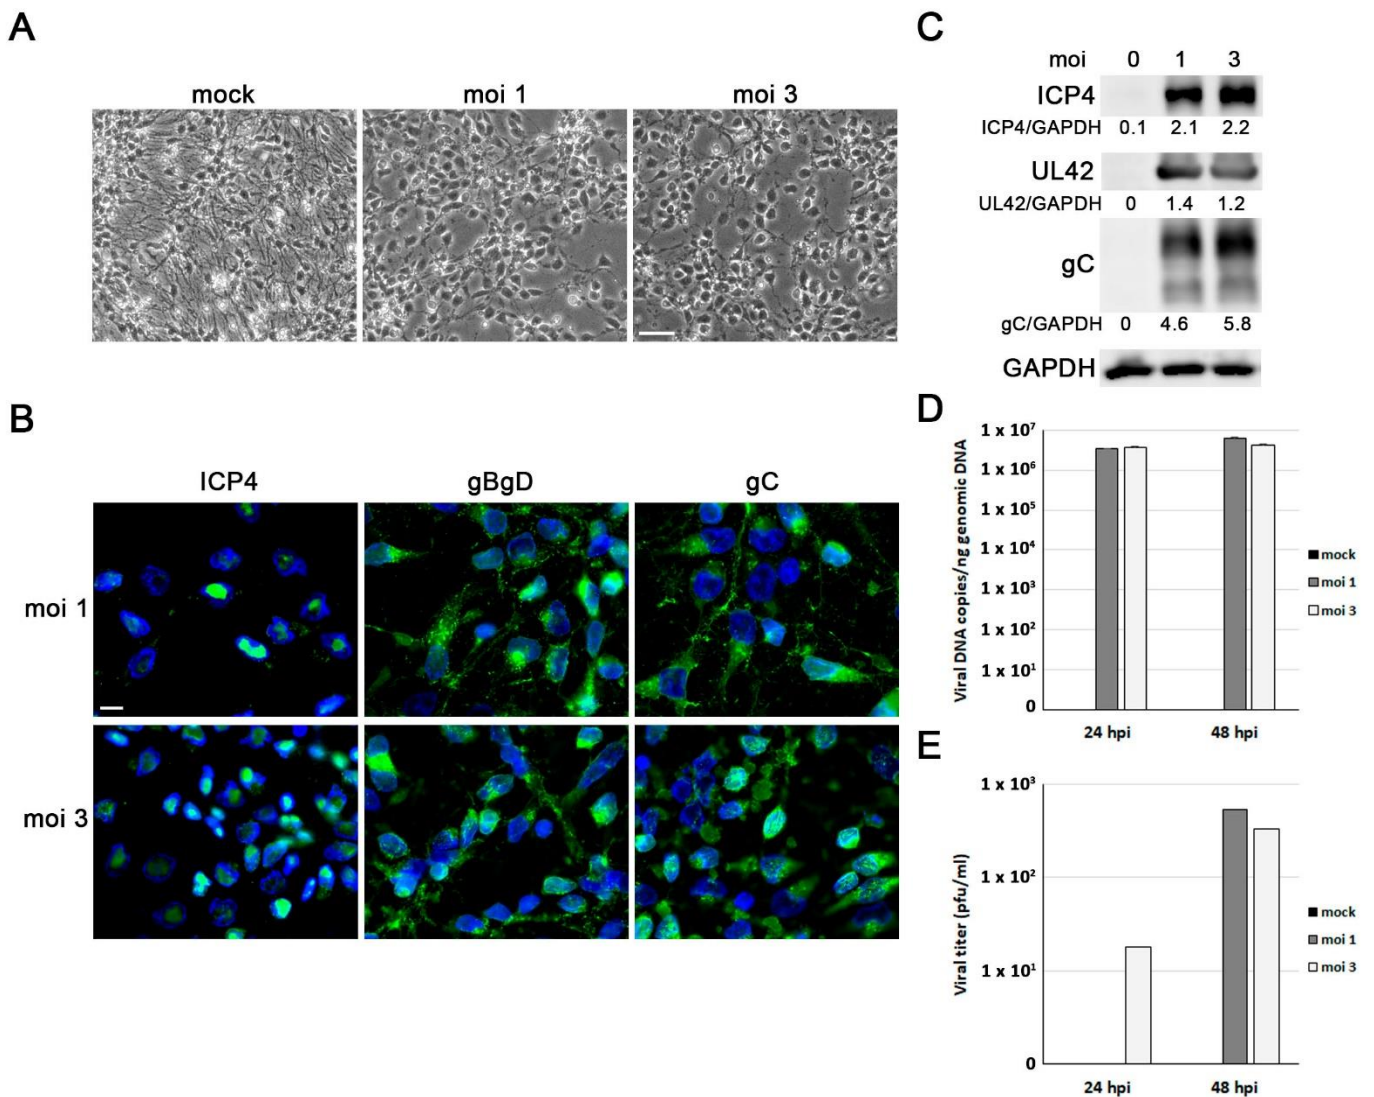 A
mock
moi 1
moi 3
B
ICP4
gBgD
gC
moi 1
moi 3
C
moi 0 1 3
ICP4
ICP4/GAPDH 0.1 2.1 2.2
UL42
UL42/GAPDH 0 1.4 1.2
gC
gC/GAPDH 0 4.6 5.8
GAPDH
D
Viral DNA copies/ng genomic DNA
1 x 10⁷
1 x 10⁶
1 x 10⁵
1 x 10⁴
1 x 10³
1 x 10²
1 x 10¹
0
24 hpi 48 hpi
mock
moi 1
moi 3
E
Viral titer (pfu/ml)
1 x 10³
1 x 10²
1 x 10¹
0
24 hpi 48 hpi
mock
moi 1
moi 3